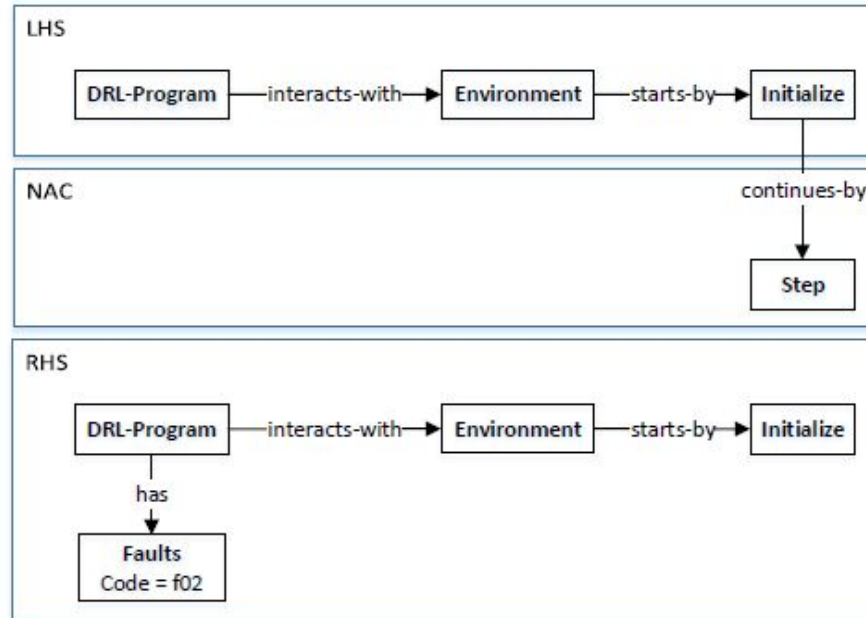 LHS
DRL-Program interacts-with Environment starts-by Initialize
NAC
continues-by
Step
RHS
DRL-Program interacts-with Environment starts-by Initialize
has
Faults
Code = f02